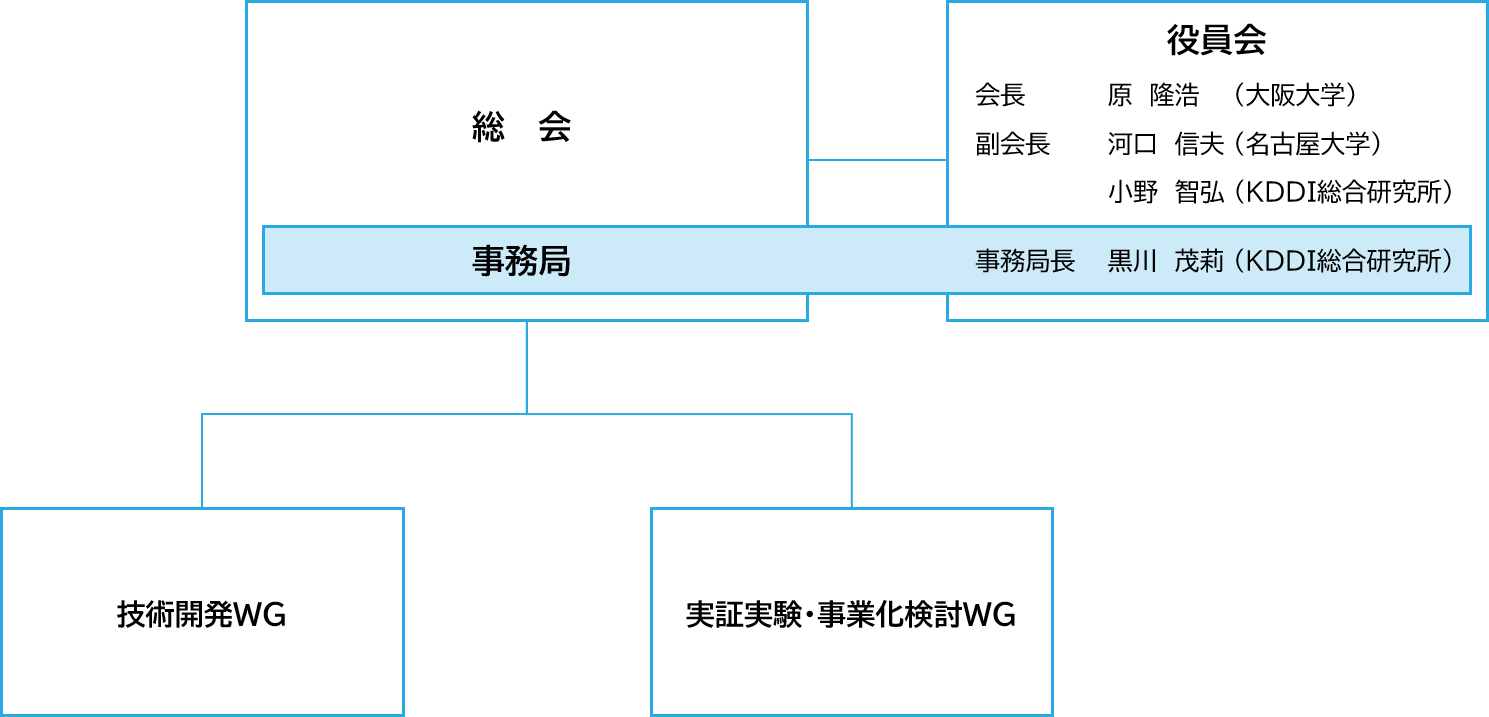 総　会
役員会
会長　原 隆浩 （大阪大学）
副会長　河口 信夫（名古屋大学）
小野 智弘（KDDI総合研究所）
事務局
事務局長　黒川 茂莉（KDDI総合研究所）
技術開発WG
実証実験・事業化検討WG